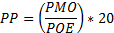 PP = (PMO/POE) * 20